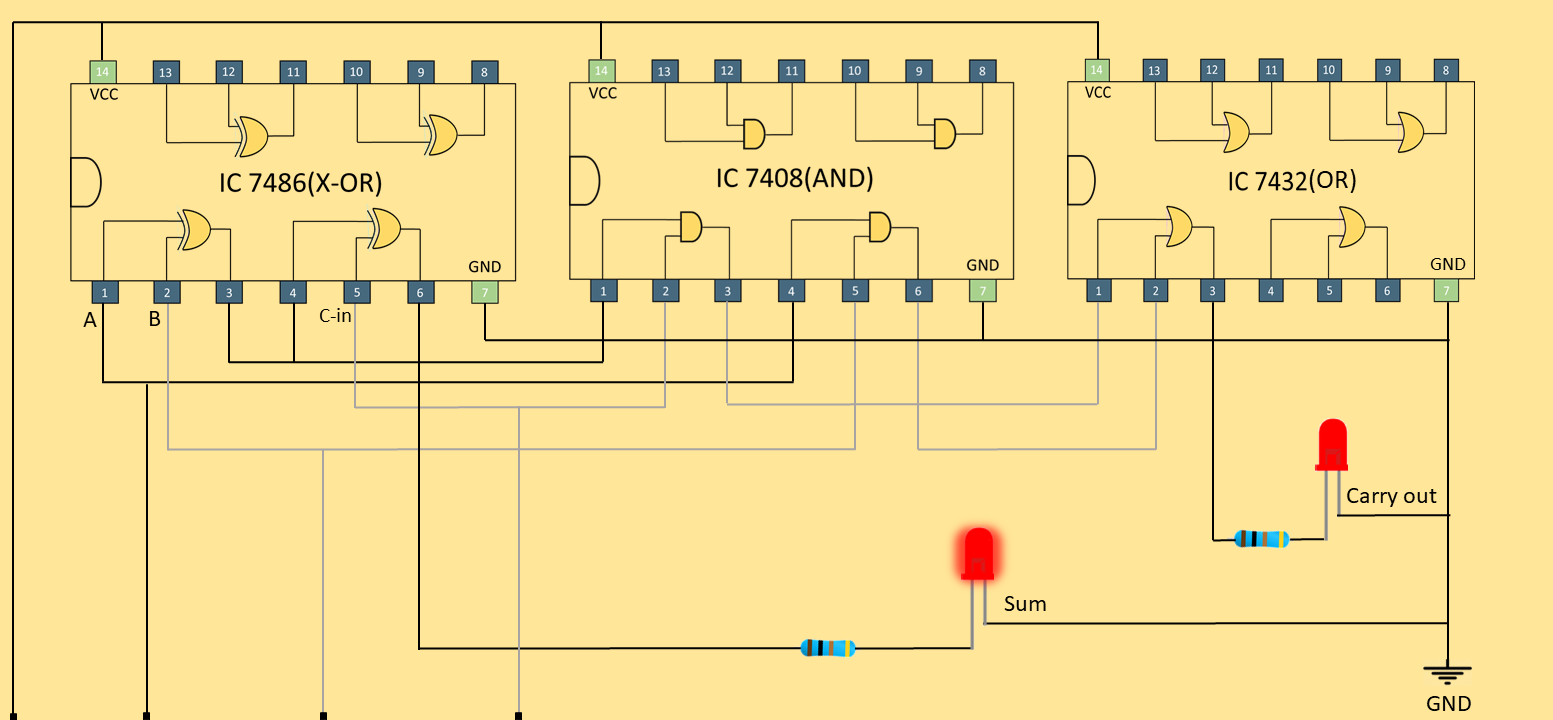 14 13 12 11 10 9 8 14 13 12 11 10 9 8 14 13 12 11 10 9 8
VCC VCC VCC
IC 7486(X-OR) IC 7408(AND) IC 7432(OR)
GND GND GND
1 2 3 4 5 6 7 1 2 3 4 5 6 7 1 2 3 4 5 6 7
A B C-in
Carry out
Sum
GND